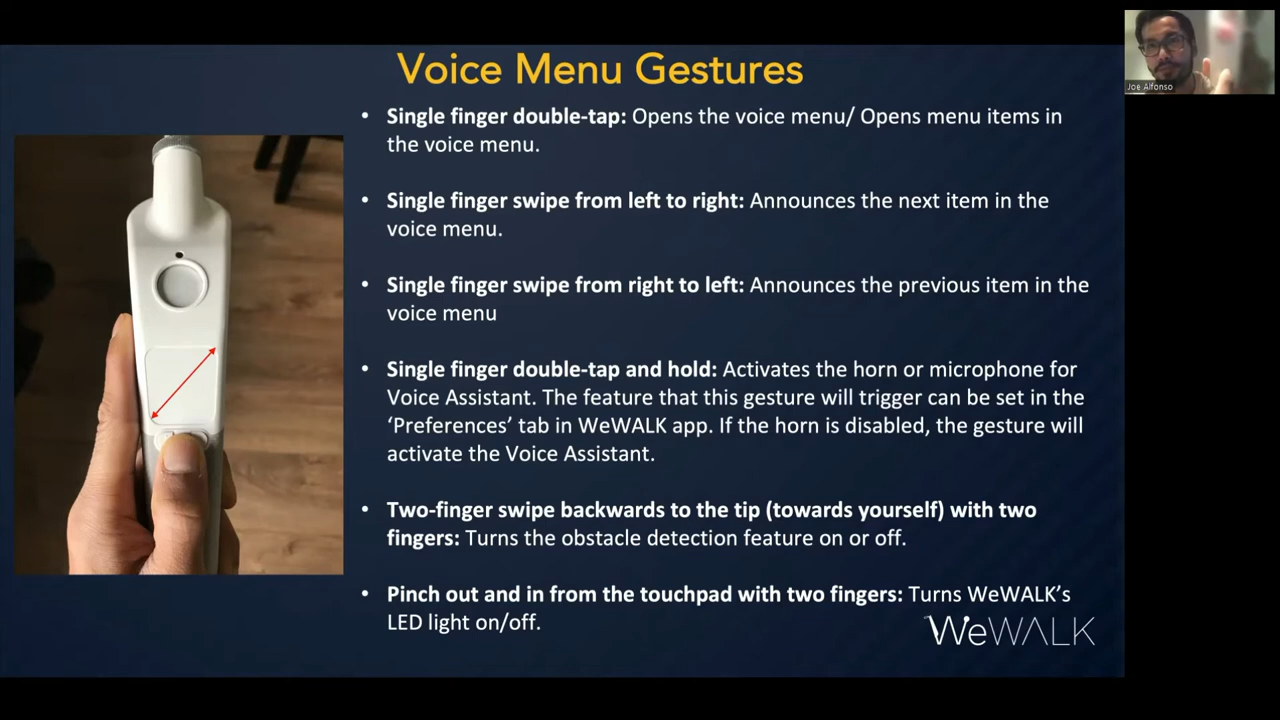 Voice Menu Gestures
Joe Alfonso
• Single finger double-tap: Opens the voice menu/ Opens menu items in
the voice menu.
• Single finger swipe from left to right: Announces the next item in the
voice menu.
• Single finger swipe from right to left: Announces the previous item in the
voice menu
• Single finger double-tap and hold: Activates the horn or microphone for
Voice Assistant. The feature that this gesture will trigger can be set in the
‘Preferences’ tab in WeWALK app. If the horn is disabled, the gesture will
activate the Voice Assistant.
• Two-finger swipe backwards to the tip (towards yourself) with two
fingers: Turns the obstacle detection feature on or off.
• Pinch out and in from the touchpad with two fingers: Turns WeWALK’s
LED light on/off.
WeWALK